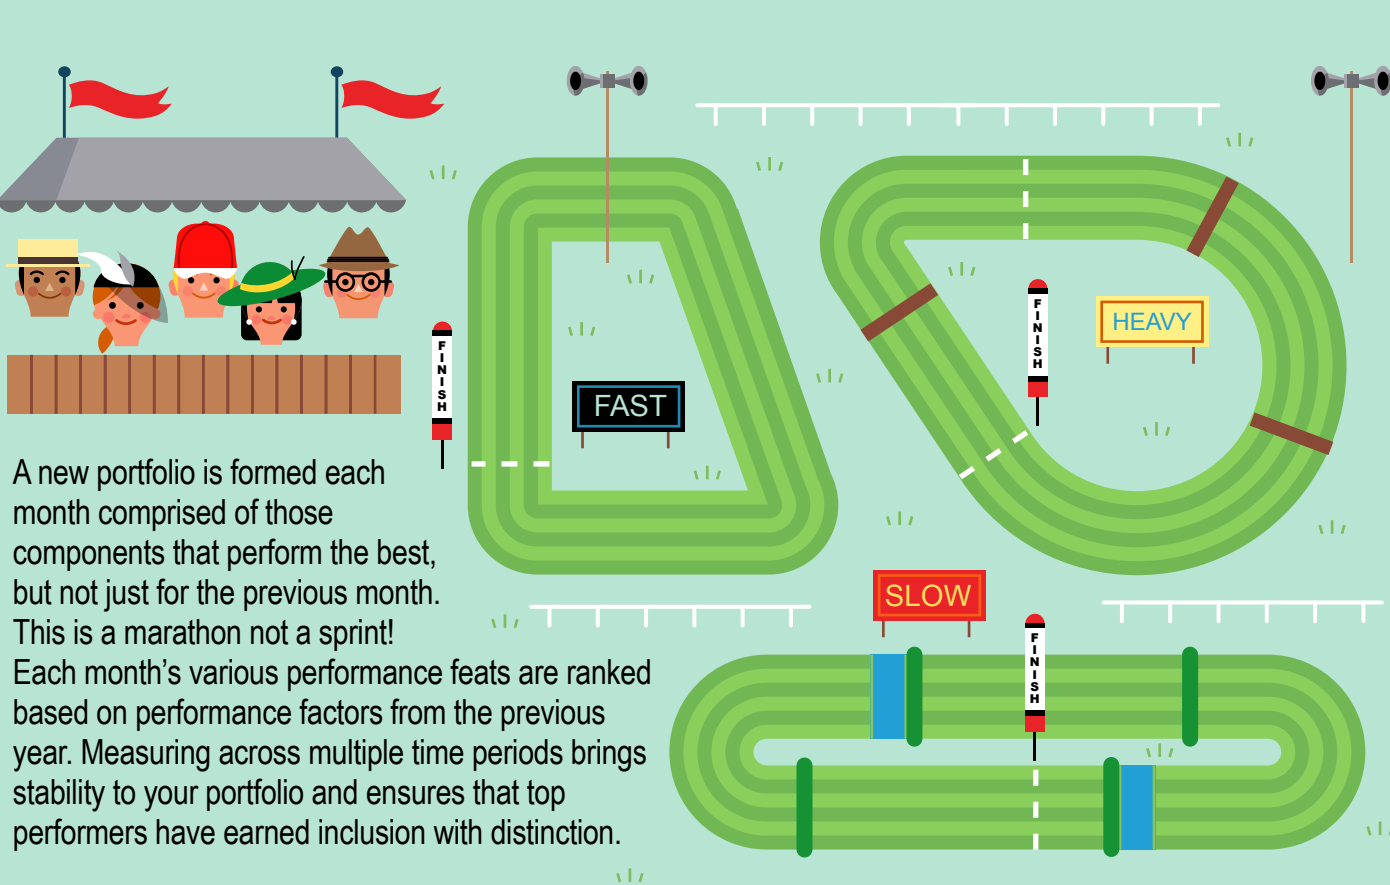 FINISH
FAST
FINISH
HEAVY
A new portfolio is formed each
month comprised of those
components that perform the best,
but not just for the previous month.
This is a marathon not a sprint!
Each month’s various performance feats are ranked
based on performance factors from the previous
year. Measuring across multiple time periods brings
stability to your portfolio and ensures that top
performers have earned inclusion with distinction.
SLOW
FINISH